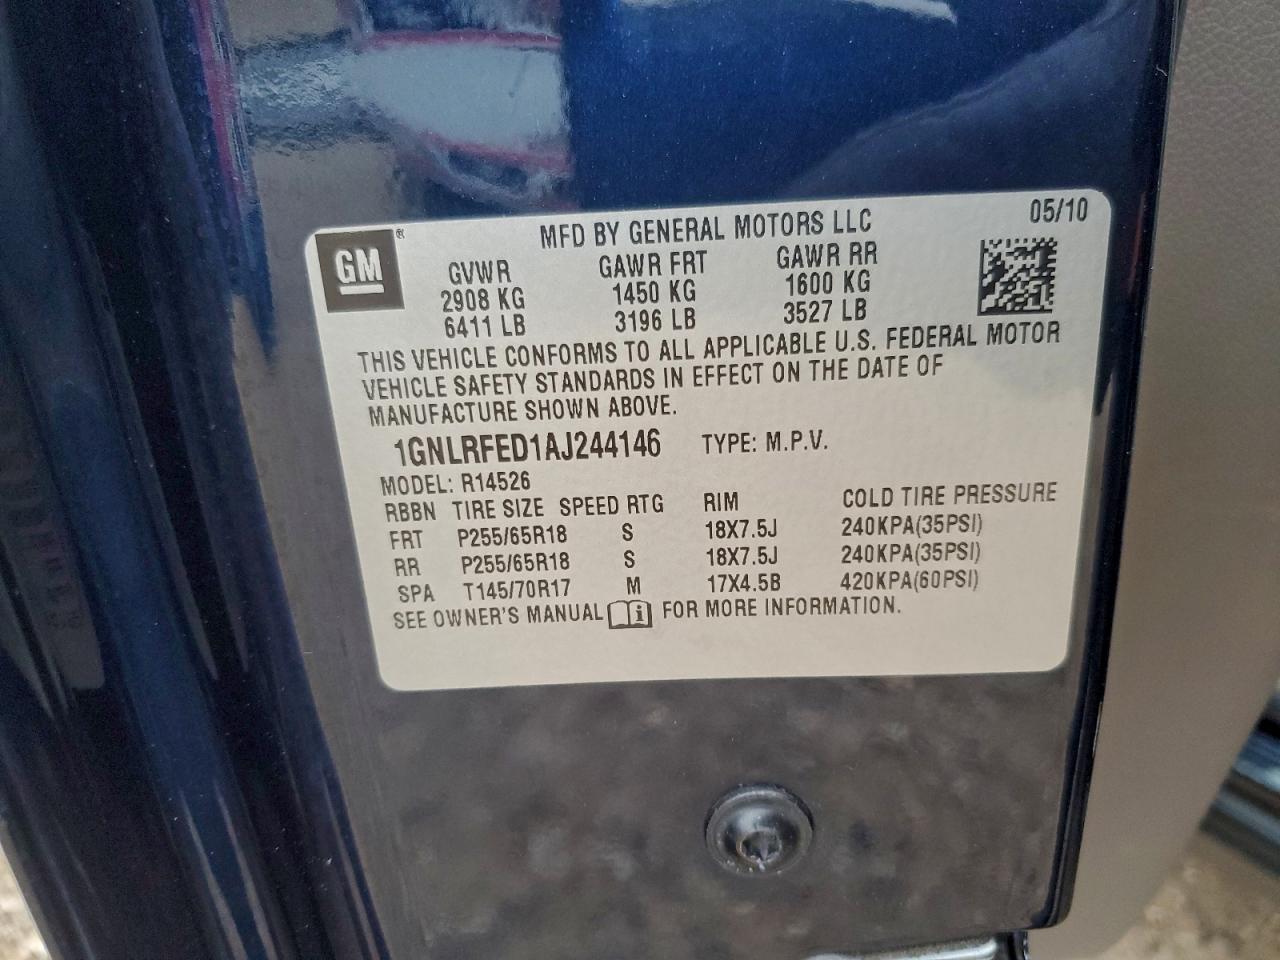 GM ®
MFD BY GENERAL MOTORS LLC 05/10
GVWR GAWR FRT GAWR RR
2908 KG 1450 KG 1600 KG
6411 LB 3196 LB 3527 LB
THIS VEHICLE CONFORMS TO ALL APPLICABLE U.S. FEDERAL MOTOR
VEHICLE SAFETY STANDARDS IN EFFECT ON THE DATE OF
MANUFACTURE SHOWN ABOVE.
1GNLRFED1AJ244146 TYPE: M.P.V.
MODEL: R14526
RBBN TIRE SIZE SPEED RTG RIM COLD TIRE PRESSURE
FRT P255/65R18 S 18X7.5J 240KPA(35PSI)
RR P255/65R18 S 18X7.5J 240KPA(35PSI)
SPA T145/70R17 M 17X4.5B 420KPA(60PSI)
SEE OWNER'S MANUAL FOR MORE INFORMATION.